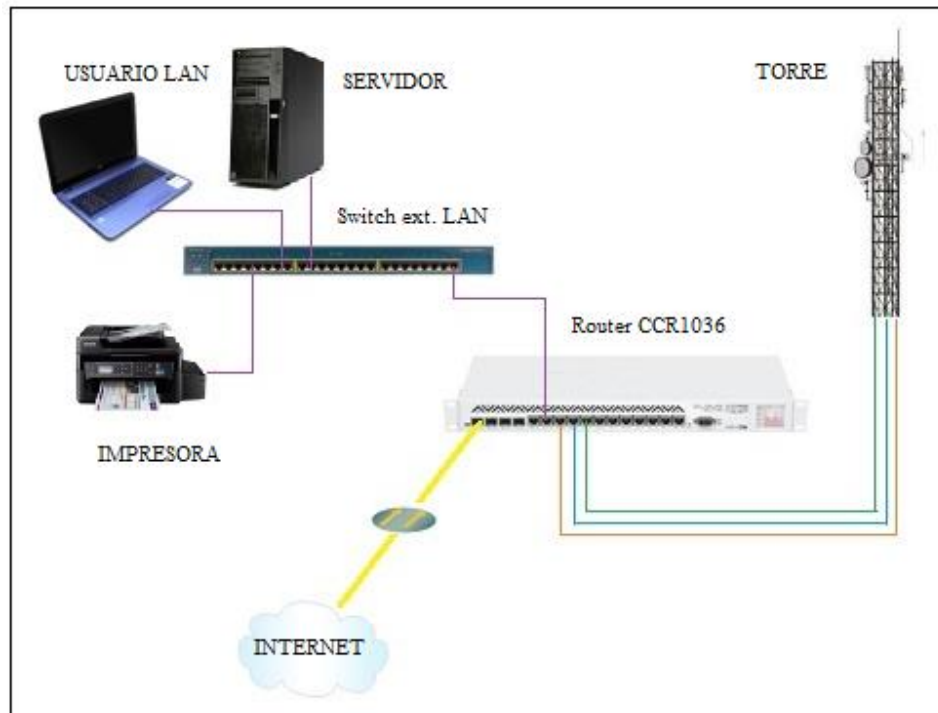 USUARIO LAN
SERVIDOR
TORRE
Switch ext. LAN
Router CCR1036
IMPRESORA
INTERNET